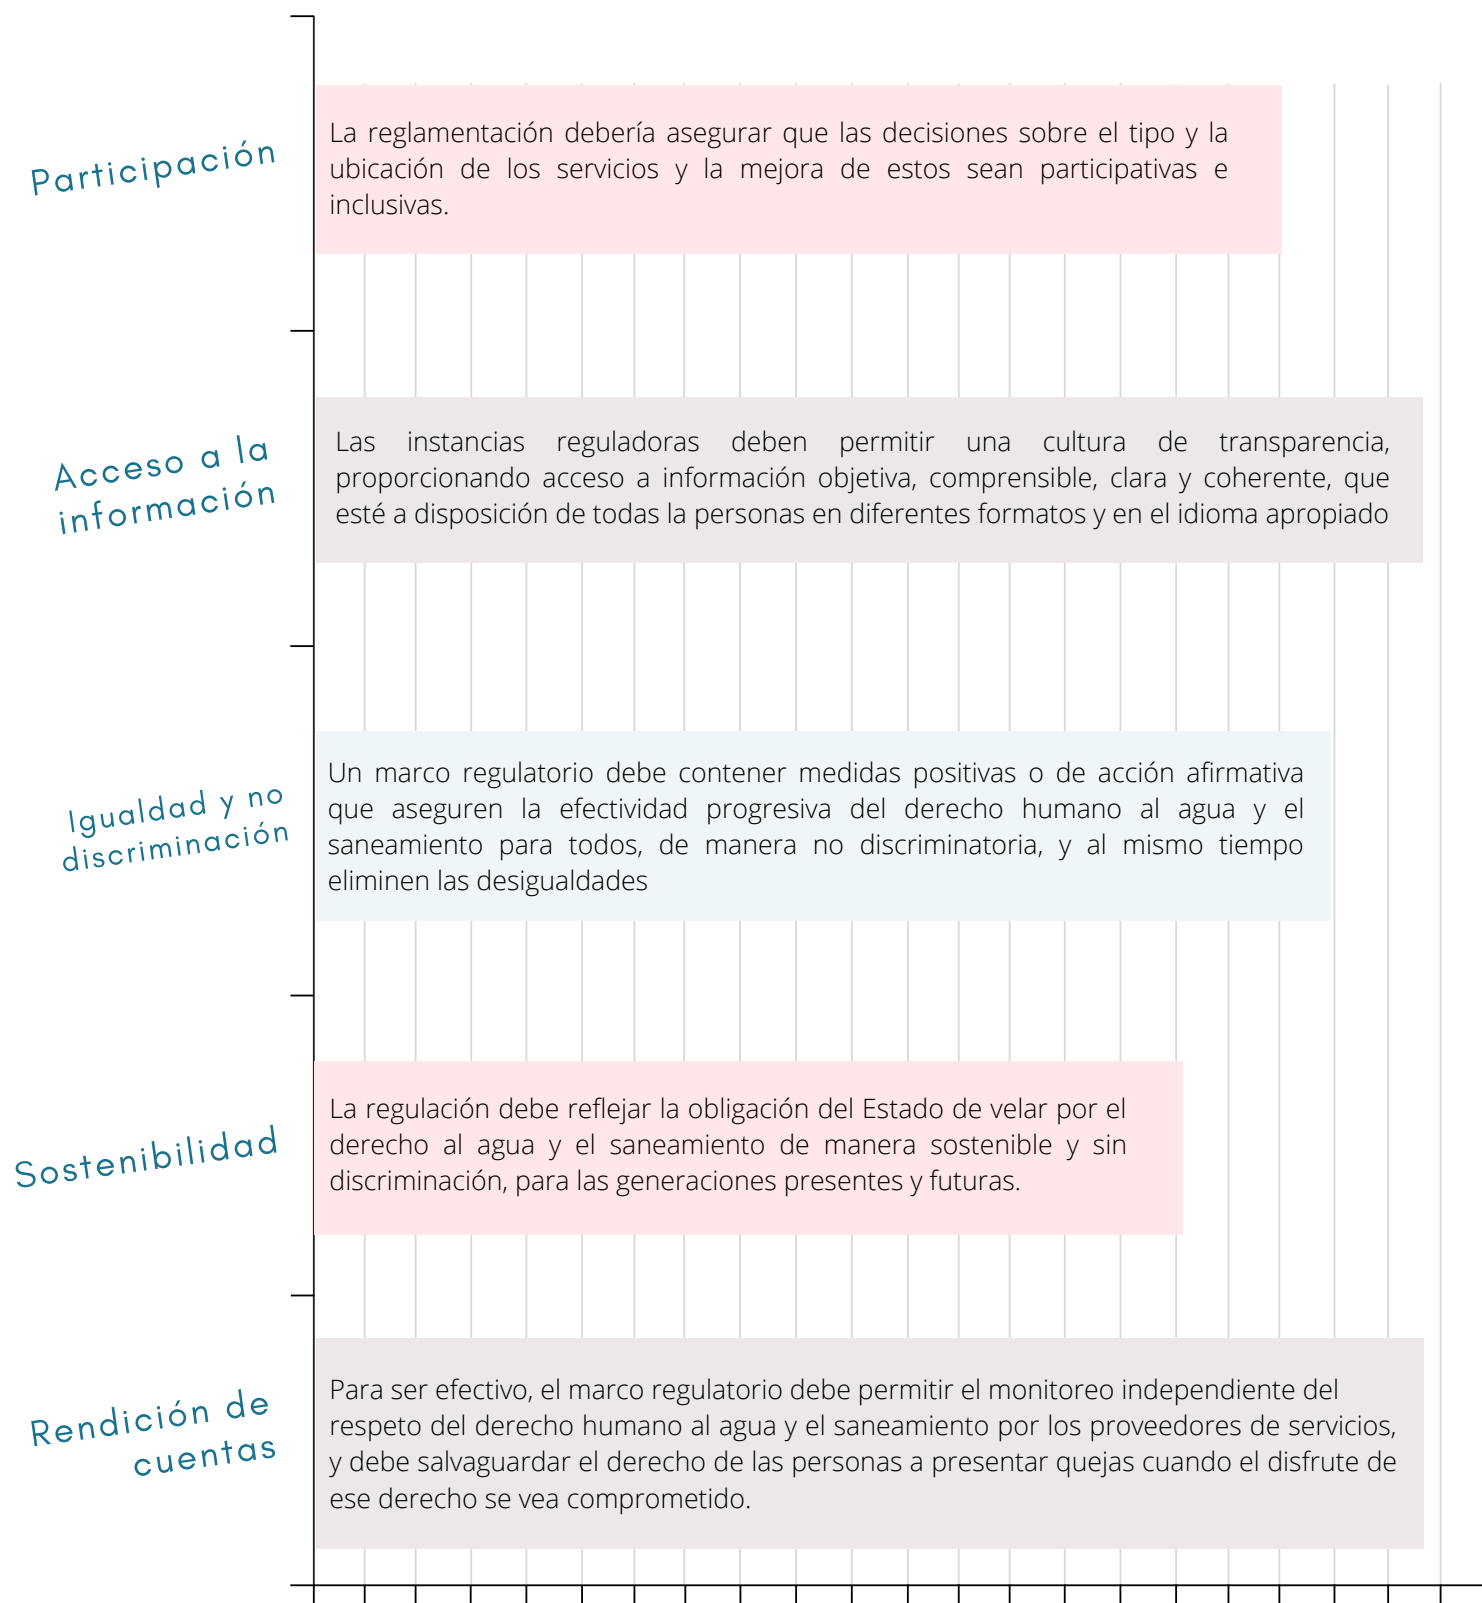 Participación
La reglamentación debería asegurar que las decisiones sobre el tipo y la
ubicación de los servicios y la mejora de estos sean participativas e
inclusivas.
Acceso a la
información
Las instancias reguladoras deben permitir una cultura de transparencia,
proporcionando acceso a información objetiva, comprensible, clara y coherente, que
esté a disposición de todas la personas en diferentes formatos y en el idioma apropiado
Igualdad y no
discriminación
Un marco regulatorio debe contener medidas positivas o de acción afirmativa
que aseguren la efectividad progresiva del derecho humano al agua y el
saneamiento para todos, de manera no discriminatoria, y al mismo tiempo
eliminen las desigualdades
Sostenibilidad
La regulación debe reflejar la obligación del Estado de velar por el
derecho al agua y el saneamiento de manera sostenible y sin
discriminación, para las generaciones presentes y futuras.
Rendición de
cuentas
Para ser efectivo, el marco regulatorio debe permitir el monitoreo independiente del
respeto del derecho humano al agua y el saneamiento por los proveedores de servicios,
y debe salvaguardar el derecho de las personas a presentar quejas cuando el disfrute de
ese derecho se vea comprometido.